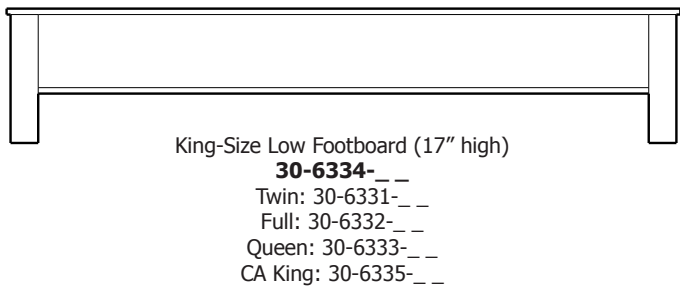 King-Size Low Footboard (17” high)
30-6334-_ _
Twin: 30-6331-_ _
Full: 30-6332-_ _
Queen: 30-6333-_ _
CA King: 30-6335-_ _